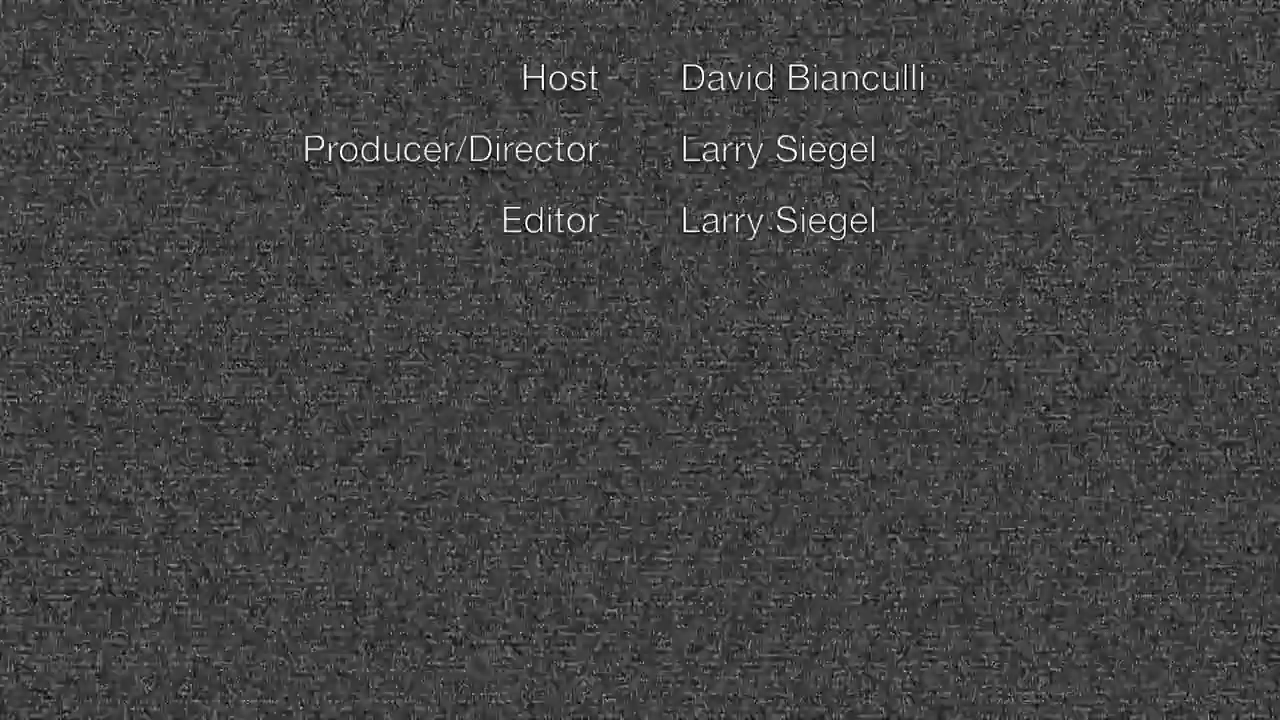 Host David Bianculli
Producer/Director Larry Siegel
Editor Larry Siegel